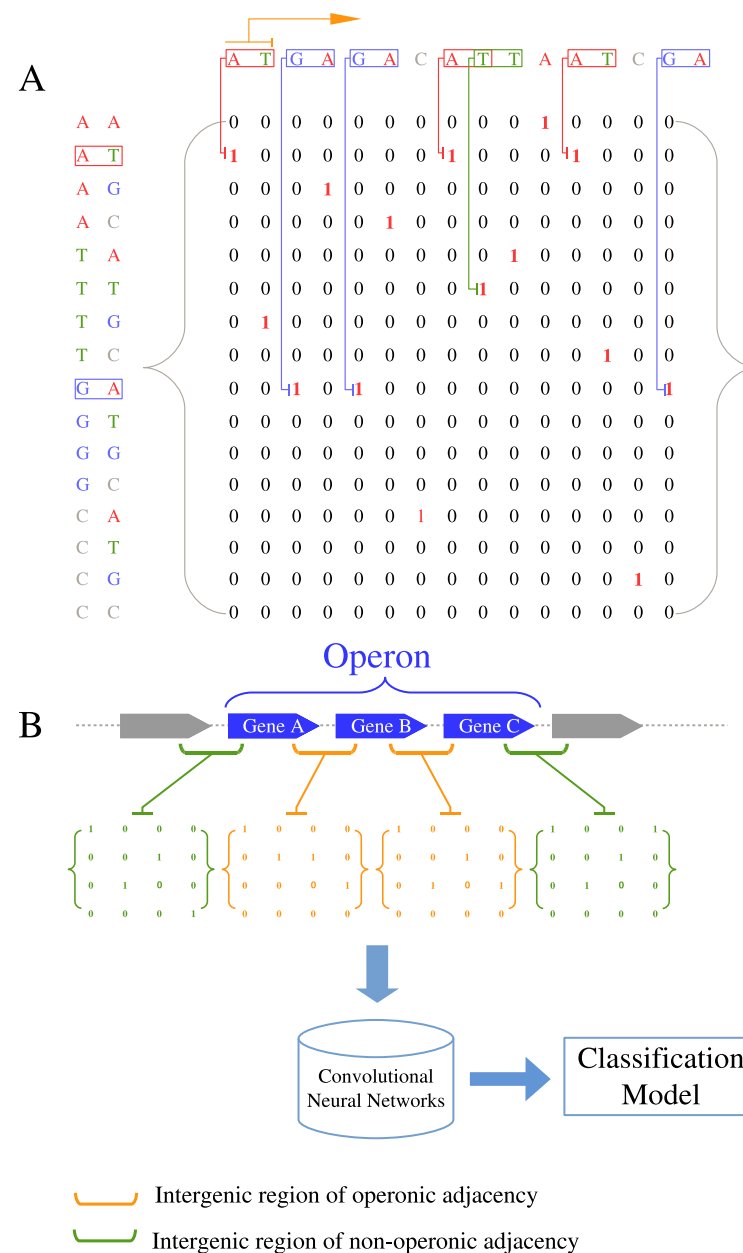 A
A T G A G A C A T T A A T C G A
A A 0 0 0 0 0 0 0 0 0 0 1 0 0 0 0
A T 1 0 0 0 0 0 0 1 0 0 0 1 0 0 0
A G 0 0 0 1 0 0 0 0 0 0 0 0 0 0 0
A C 0 0 0 0 0 1 0 0 0 0 0 0 0 0 0
T A 0 0 0 0 0 0 0 0 0 1 0 0 0 0 0
T T 0 0 0 0 0 0 0 0 1 0 0 0 0 0 0
T G 0 1 0 0 0 0 0 0 0 0 0 0 0 0 0
T C 0 0 0 0 0 0 0 0 0 0 0 0 1 0 0
G A 0 0 1 0 1 0 0 0 0 0 0 0 0 0 1
G T 0 0 0 0 0 0 0 0 0 0 0 0 0 0 0
G G 0 0 0 0 0 0 0 0 0 0 0 0 0 0 0
G C 0 0 0 0 0 0 0 0 0 0 0 0 0 0 0
C A 0 0 0 0 0 0 1 0 0 0 0 0 0 0 0
C T 0 0 0 0 0 0 0 0 0 0 0 0 0 0 0
C G 0 0 0 0 0 0 0 0 0 0 0 0 0 1 0
C C 0 0 0 0 0 0 0 0 0 0 0 0 0 0 0
Operon
B
Gene A Gene B Gene C
1 0 0 0 1 0 0 0 1 0 0 0 1 0 0 1
0 0 1 0 0 1 1 0 0 0 1 0 0 0 1 0
0 1 0 0 0 0 0 1 0 1 0 1 0 1 0 0
0 0 0 1 0 0 0 0 0 0 0 0 0 0 0 0
Convolutional
Neural Networks
Classification
Model
Intergenic region of operonic adjacency
Intergenic region of non-operonic adjacency